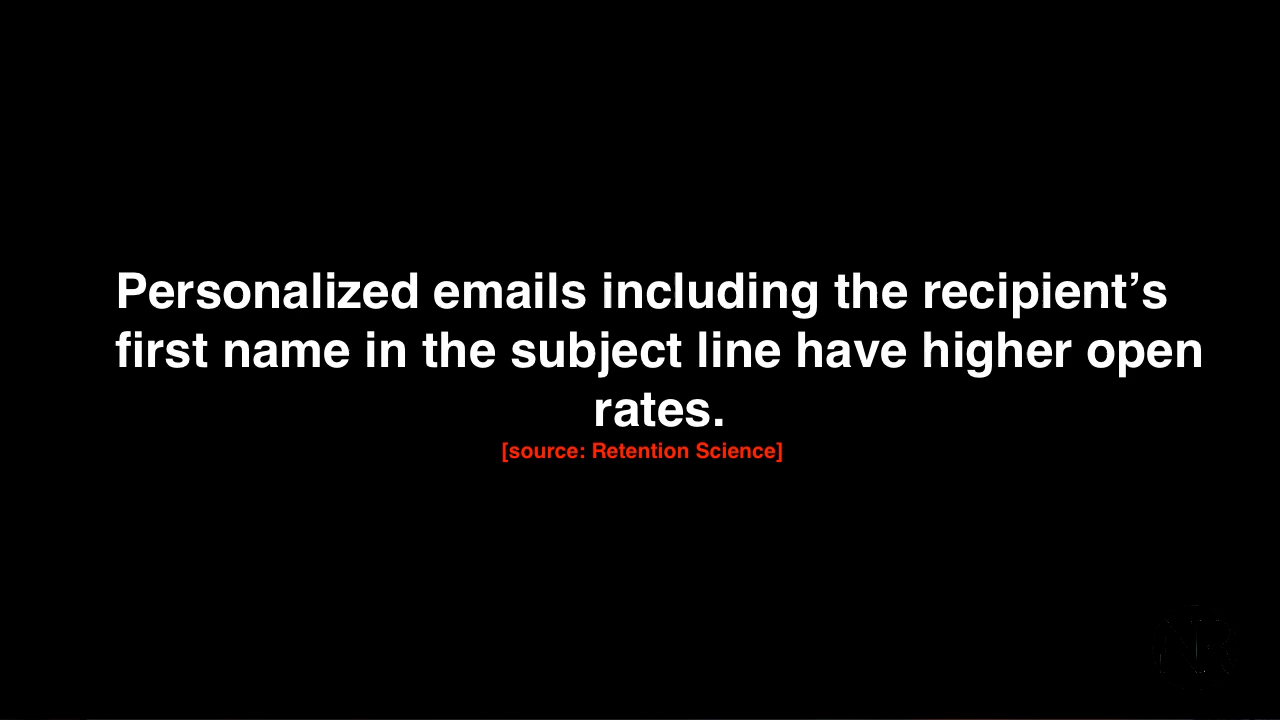 Personalized emails including the recipient’s
first name in the subject line have higher open
rates.
[source: Retention Science]